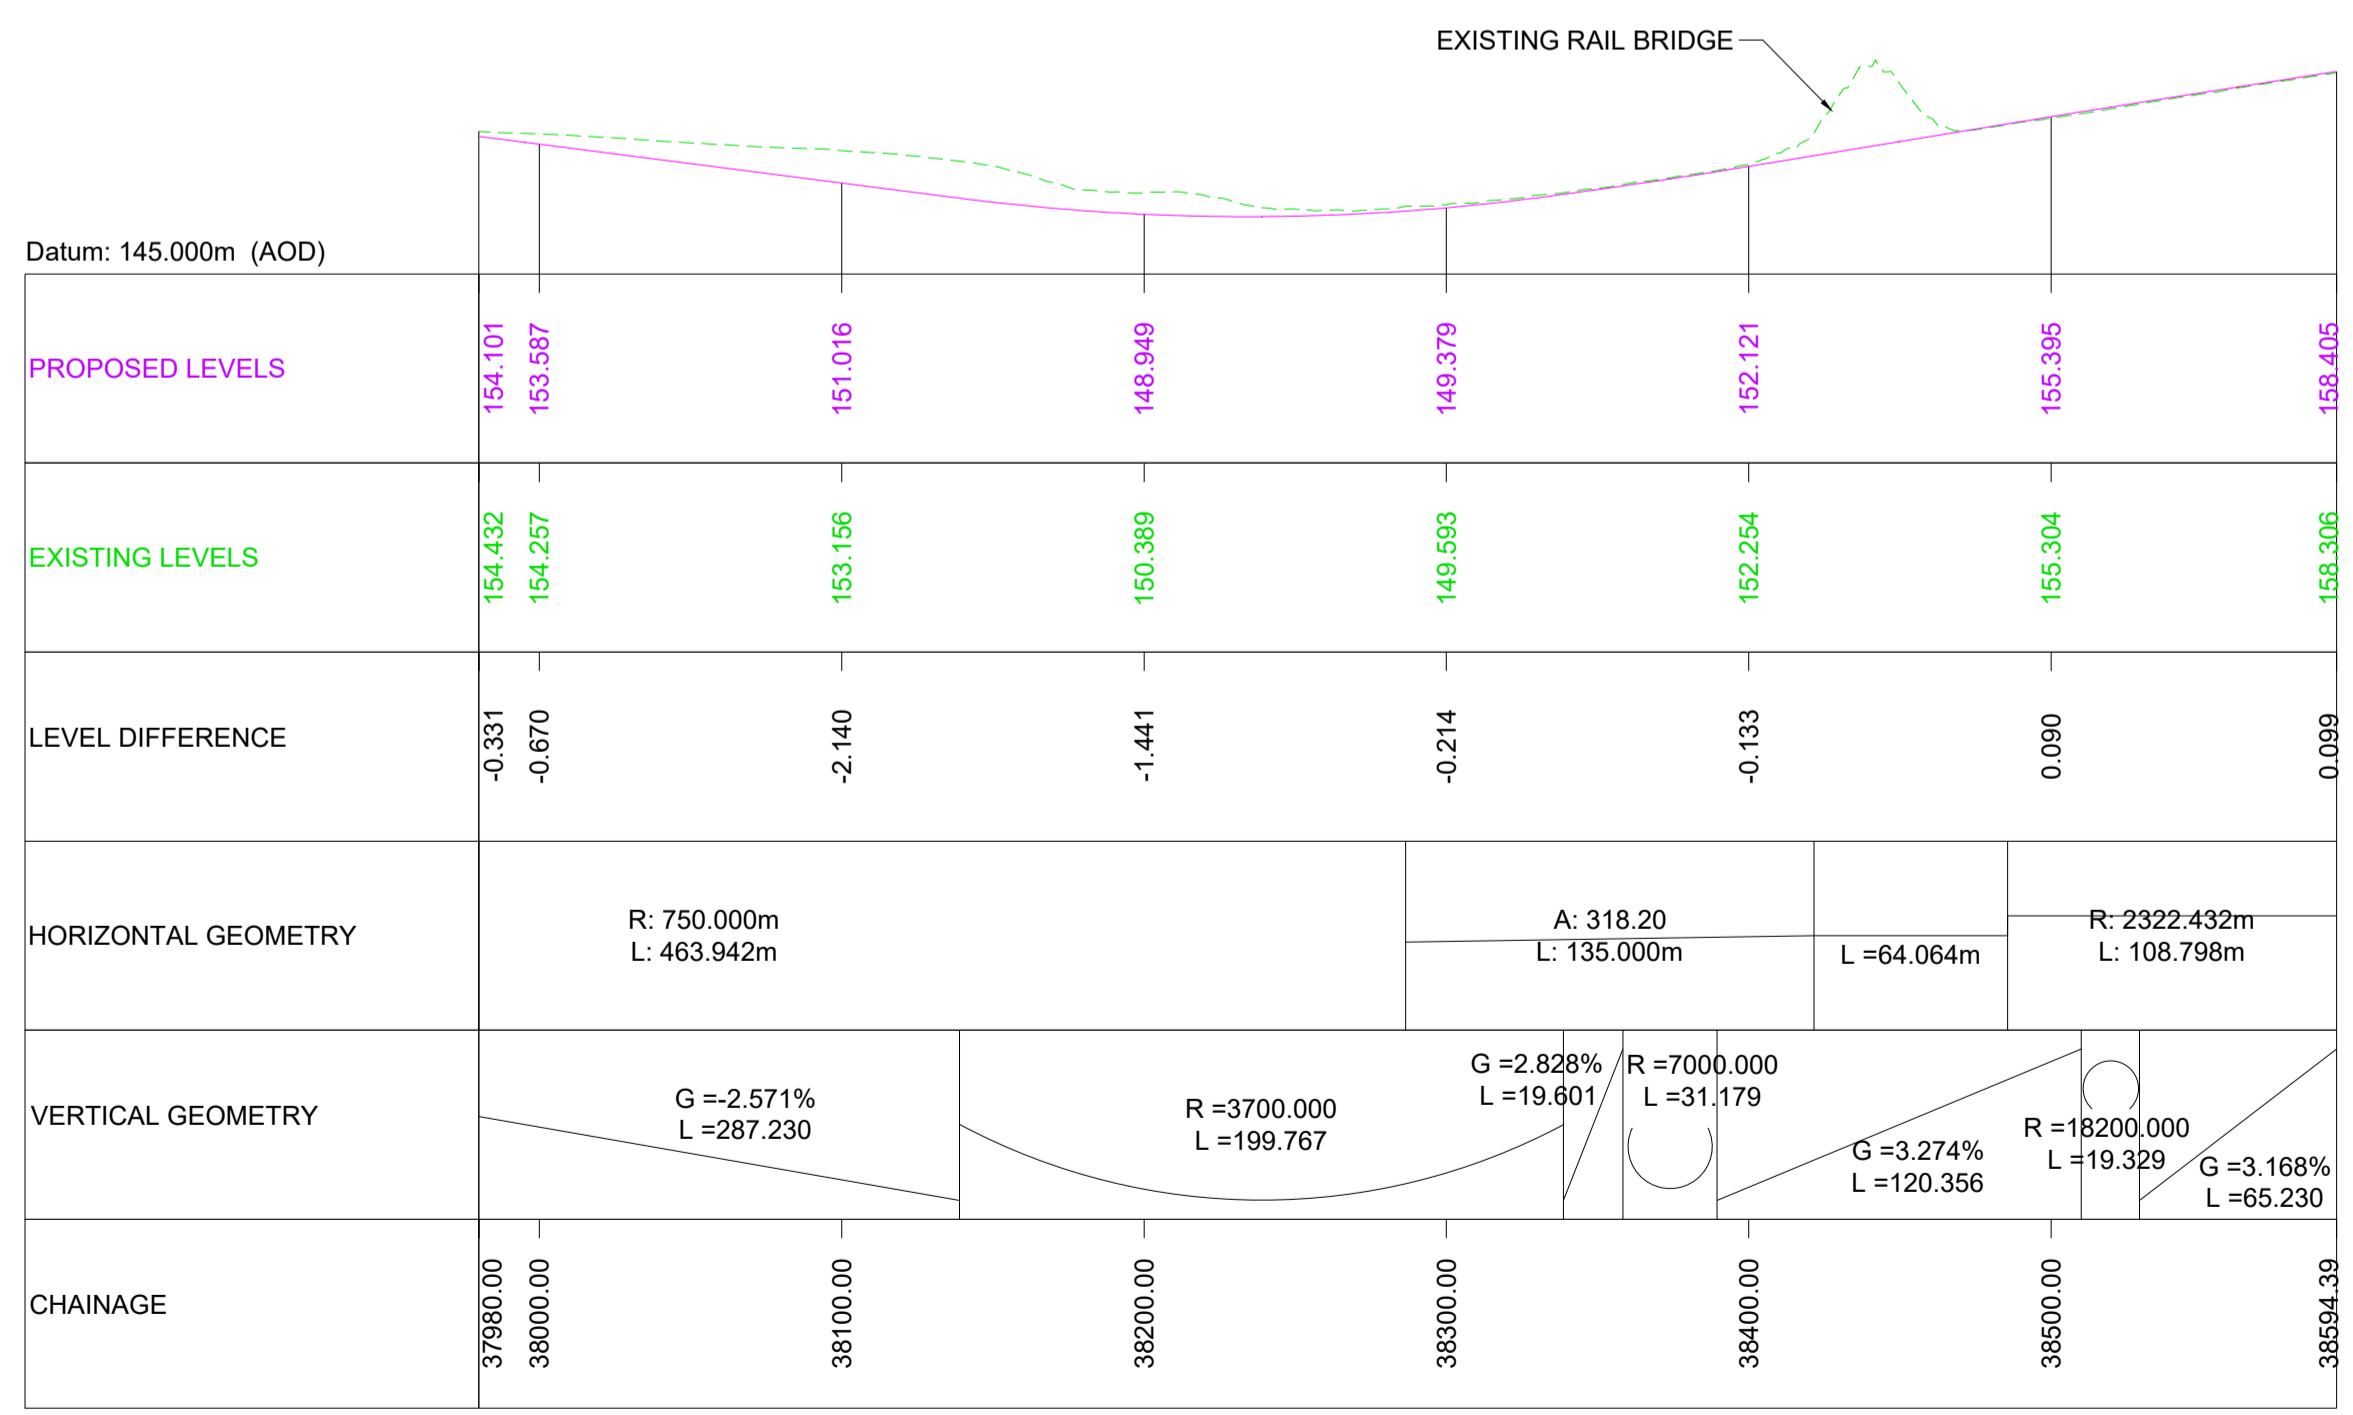 EXISTING RAIL BRIDGE
Datum: 145.000m (AOD)
PROPOSED LEVELS
154.101
153.587
151.016
148.949
149.379
152.121
155.395
158.405
EXISTING LEVELS
154.432
154.257
153.156
150.389
149.593
152.254
155.304
158.306
LEVEL DIFFERENCE
-0.331
-0.670
-2.140
-1.441
-0.214
-0.133
0.090
0.099
HORIZONTAL GEOMETRY
R: 750.000m
L: 463.942m
A: 318.20
L: 135.000m
L =64.064m
R: 2322.432m
L: 108.798m
VERTICAL GEOMETRY
G =-2.571%
L =287.230
R =3700.000
L =199.767
G =2.828%
L =19.601
R =7000.000
L =31.179
G =3.274%
L =120.356
R =18200.000
L =19.329
G =3.168%
L =65.230
CHAINAGE
37980.00
38000.00
38100.00
38200.00
38300.00
38400.00
38500.00
38594.39